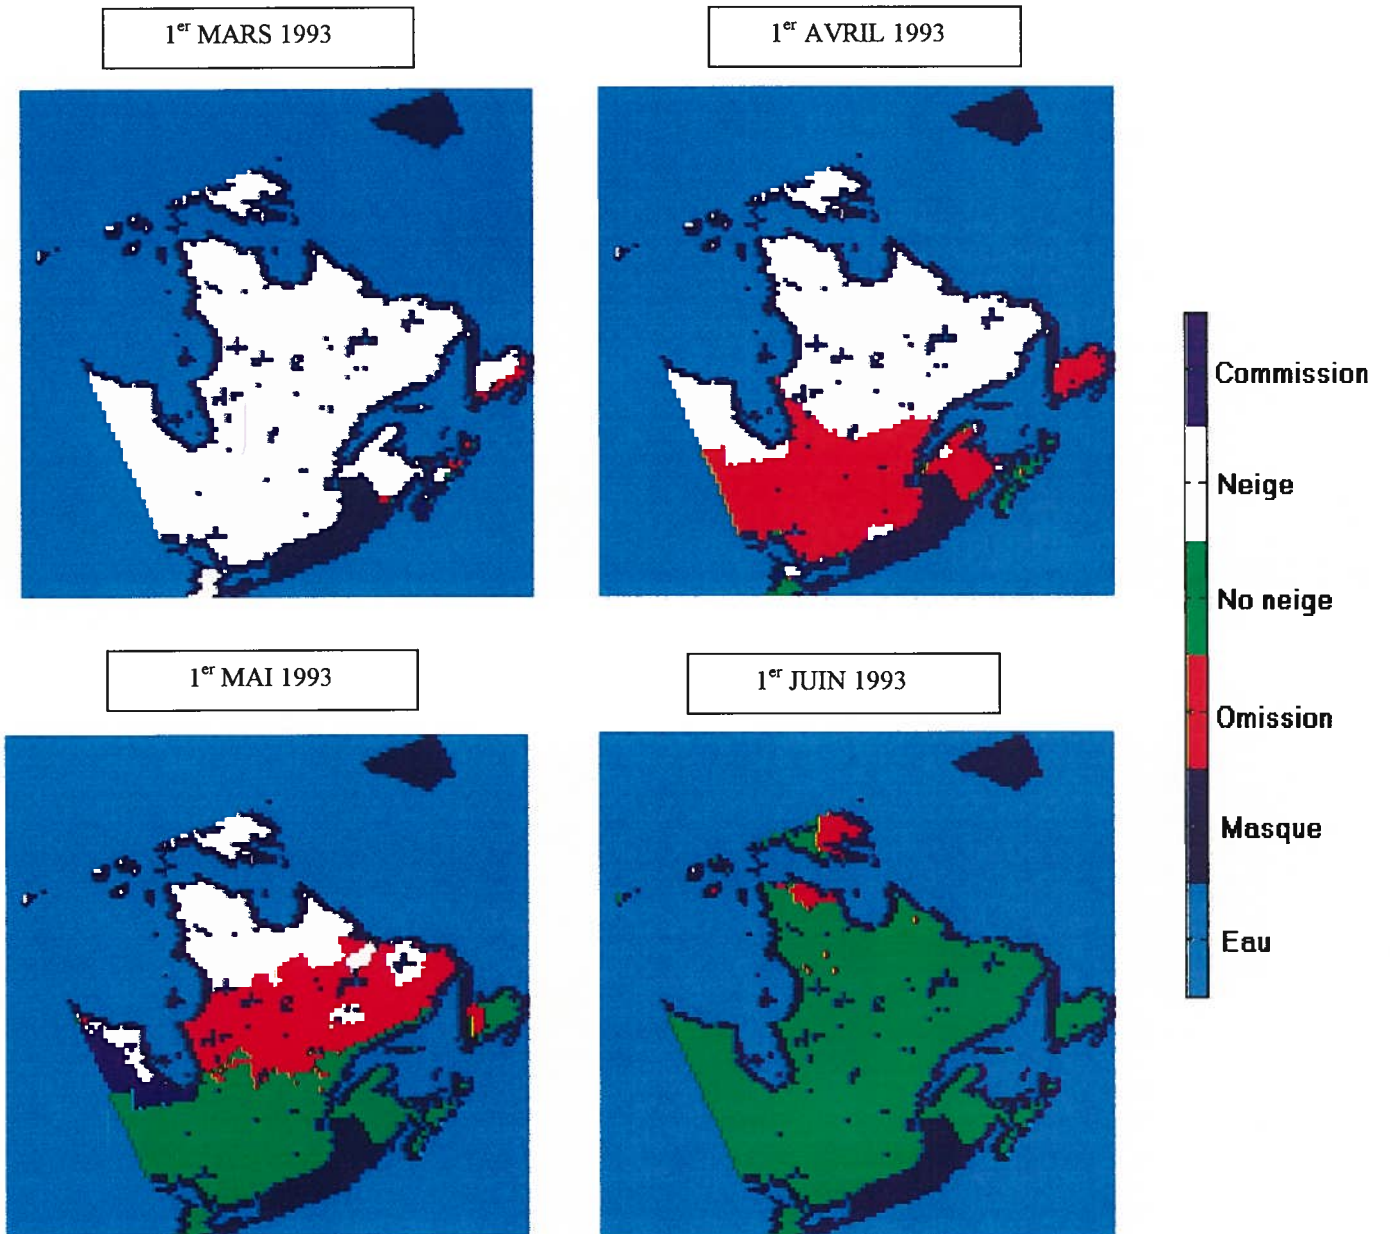 1er MARS 1993
1er AVRIL 1993
Commission
Neige
No neige
Omission
Masque
Eau
1er MAI 1993
1er JUIN 1993